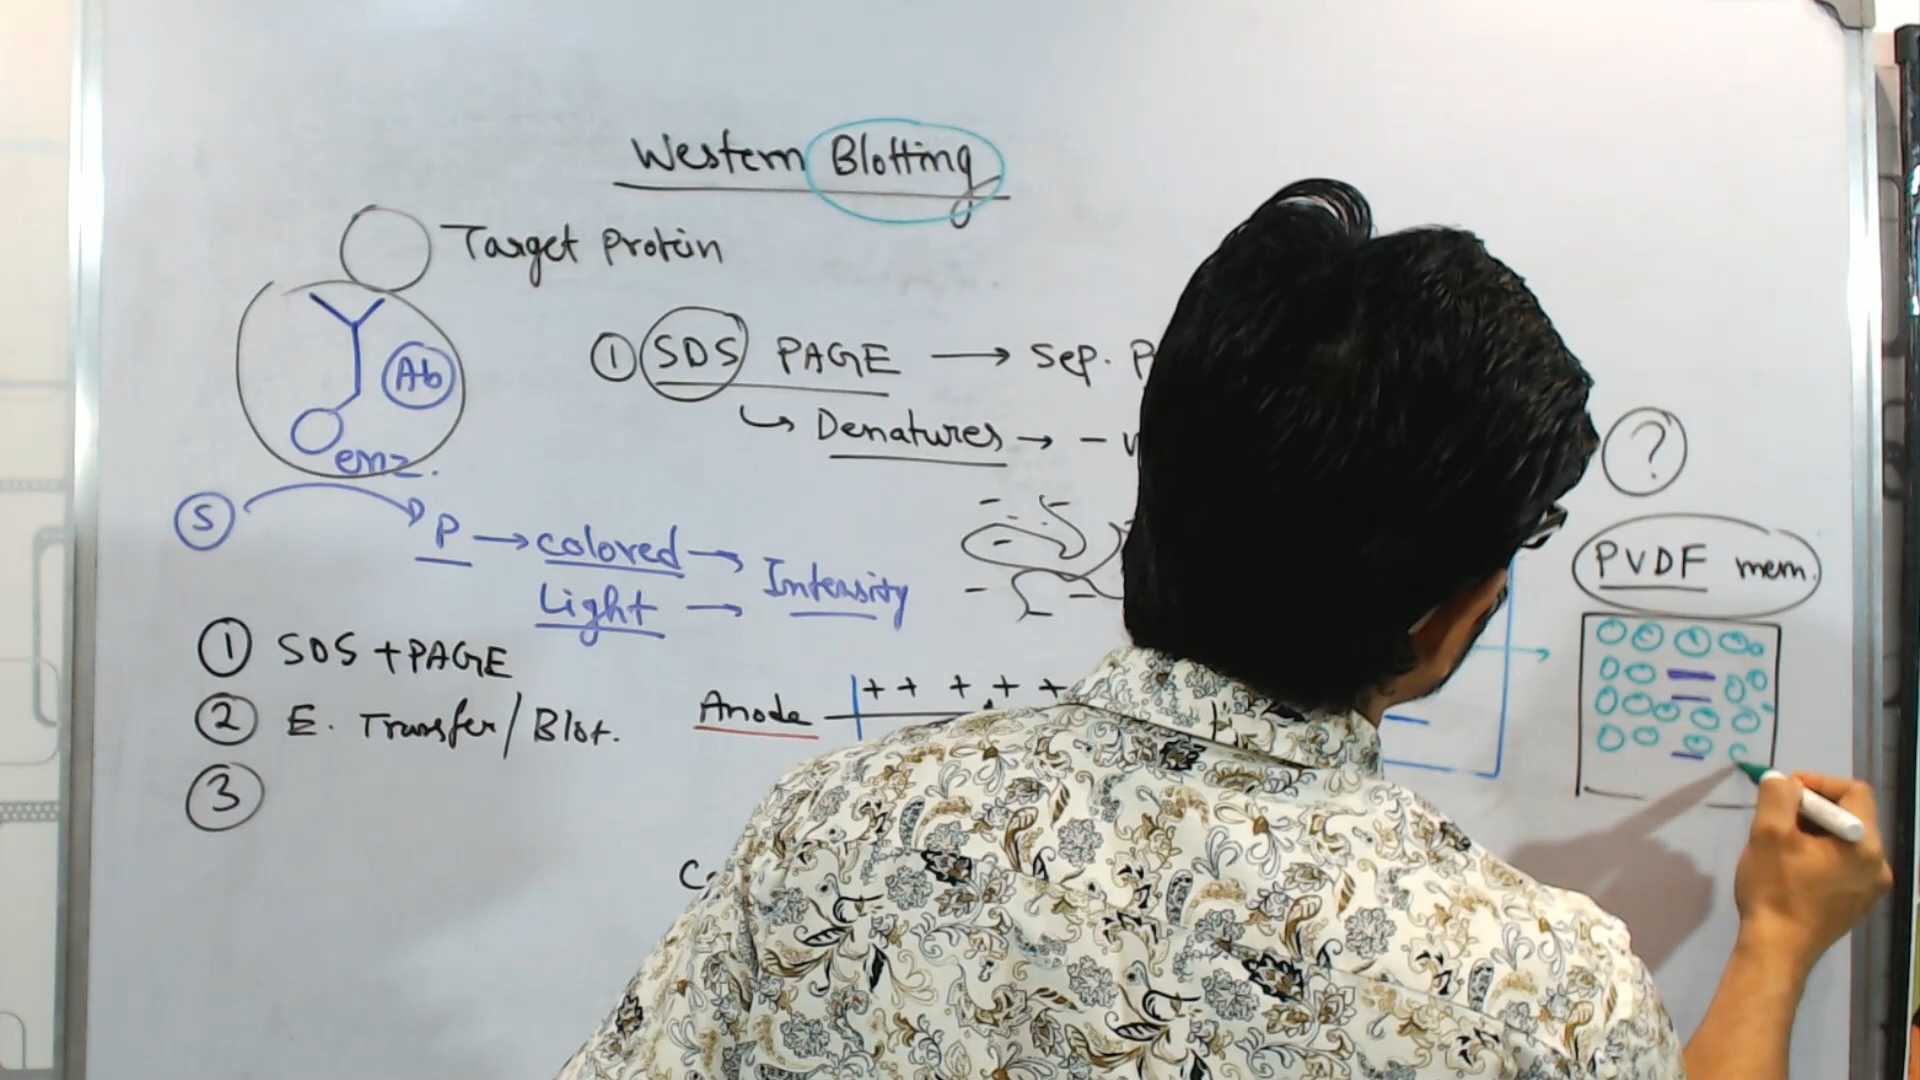 Western Blotting
Target Protein
Ab
enz.
① SDS PAGE → Sep.
↳ Denatures → -
S
P → colored → Intensity
Light →
?
PVDF mem.
① SDS + PAGE
② E. Transfer / Blot.
③
Anode + + + + +